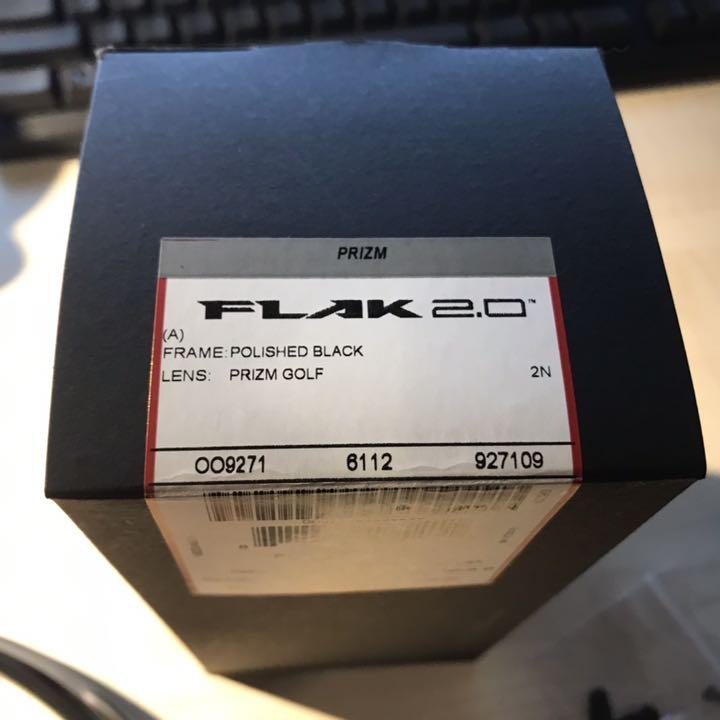 PRIZM
FLAK 2.0™
(A)
FRAME: POLISHED BLACK
LENS: PRIZM GOLF 2N
OO9271 6112 927109